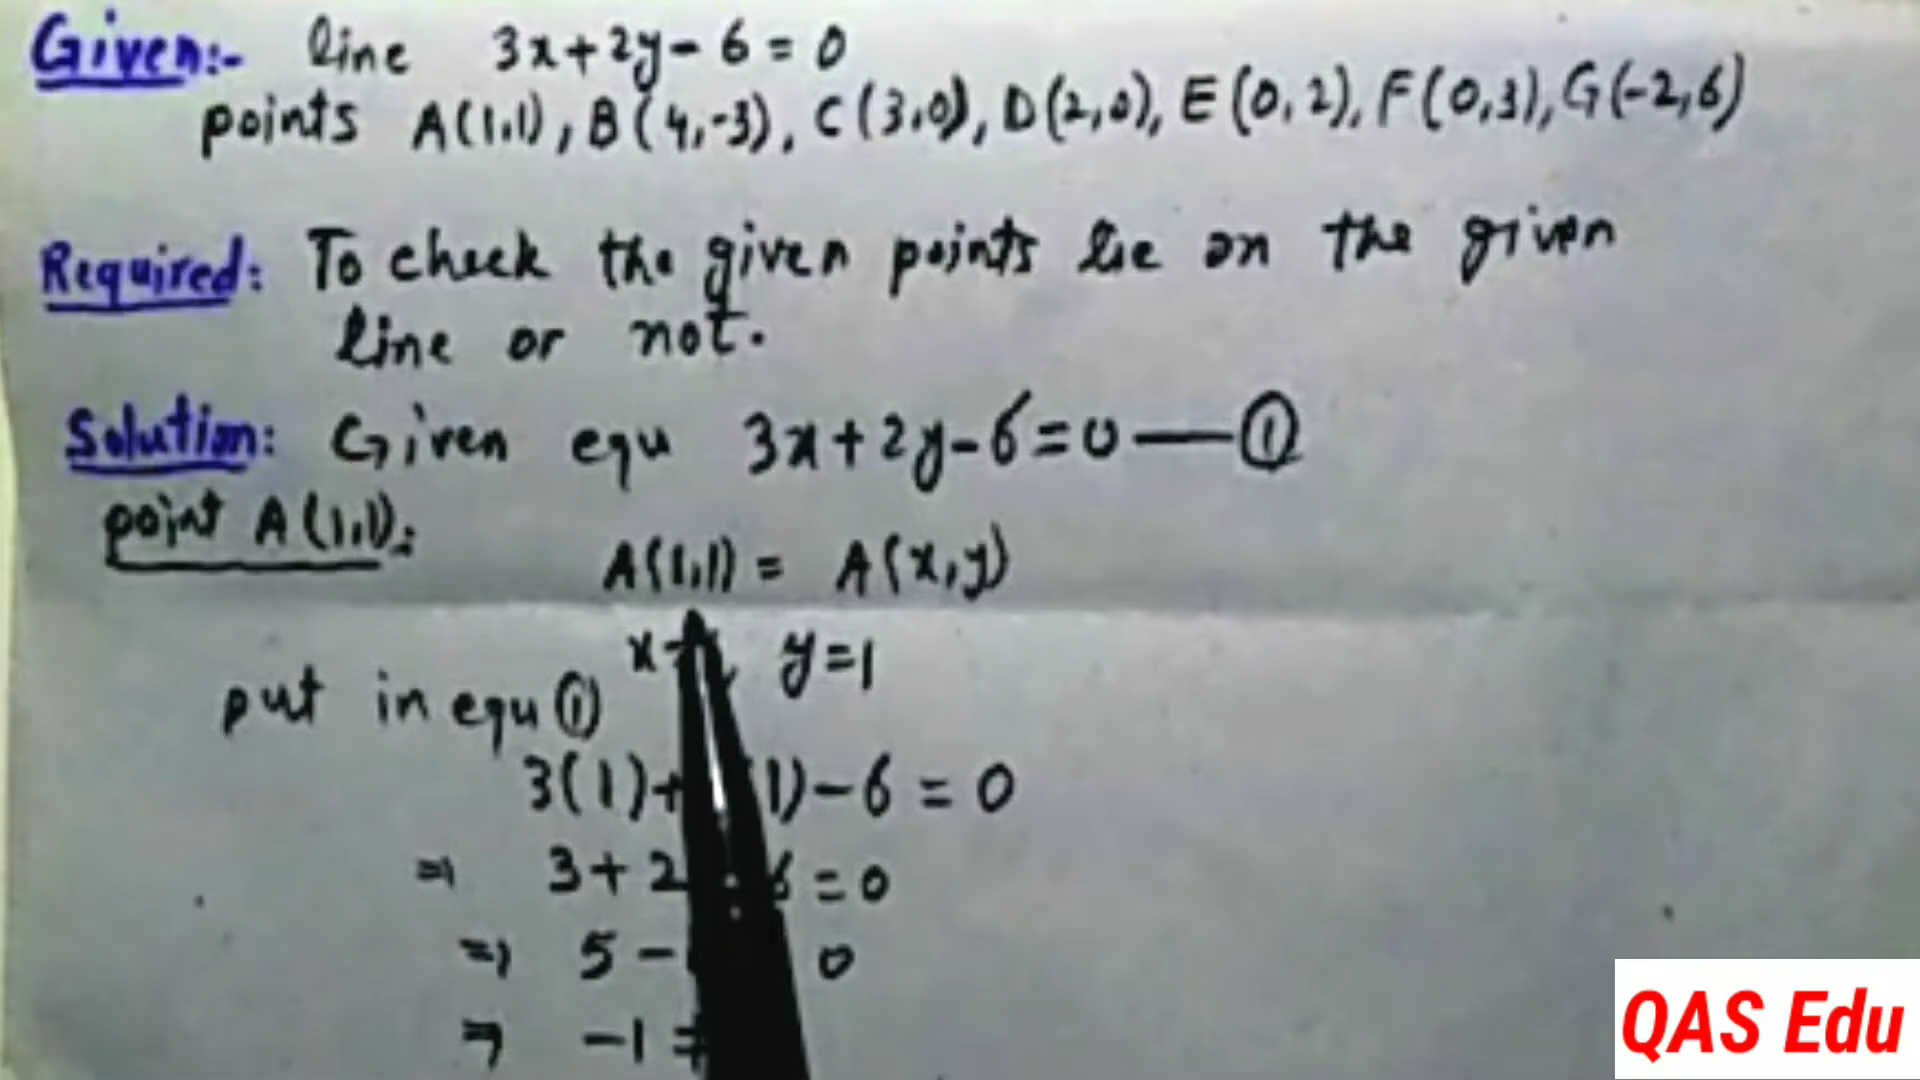 Given:- line 3x+2y-6=0
points A(1,1), B(4,-3), C(3,0), D(2,0), E(0,2), F(0,3), G(-2,6)
Required: To check the given points lie on the given
line or not.
Solution: Given equ 3x+2y-6=0 — ①
point A(1,1):
A(1,1) = A(x,y)
x y=1
put in equ ①
3(1)+ 1)-6=0
⇒ 3+2 6=0
⇒ 5- 0
⇒ -1≠
QAS Edu